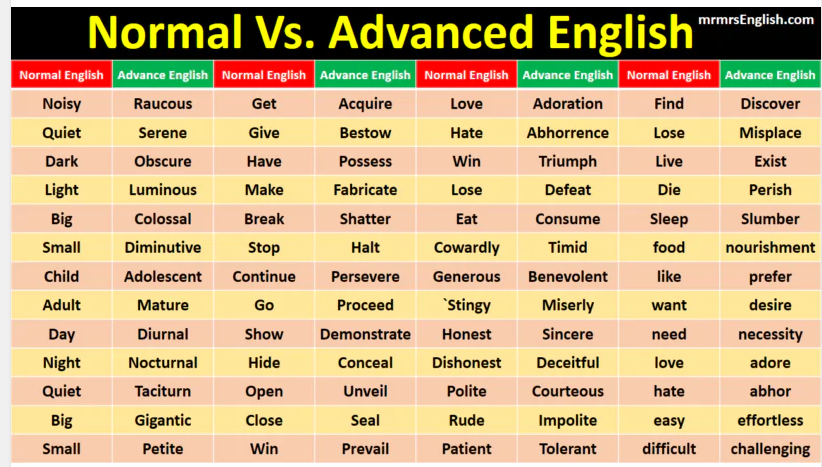 Normal Vs. Advanced English
mrmrsEnglish.com
Normal English Advance English Normal English Advance English Normal English Advance English Normal English Advance English
Noisy Raucous Get Acquire Love Adoration Find Discover
Quiet Serene Give Bestow Hate Abhorrence Lose Misplace
Dark Obscure Have Possess Win Triumph Live Exist
Light Luminous Make Fabricate Lose Defeat Die Perish
Big Colossal Break Shatter Eat Consume Sleep Slumber
Small Diminutive Stop Halt Cowardly Timid food nourishment
Child Adolescent Continue Persevere Generous Benevolent like prefer
Adult Mature Go Proceed `Stingy Miserly want desire
Day Diurnal Show Demonstrate Honest Sincere need necessity
Night Nocturnal Hide Conceal Dishonest Deceitful love adore
Quiet Taciturn Open Unveil Polite Courteous hate abhor
Big Gigantic Close Seal Rude Impolite easy effortless
Small Petite Win Prevail Patient Tolerant difficult challenging